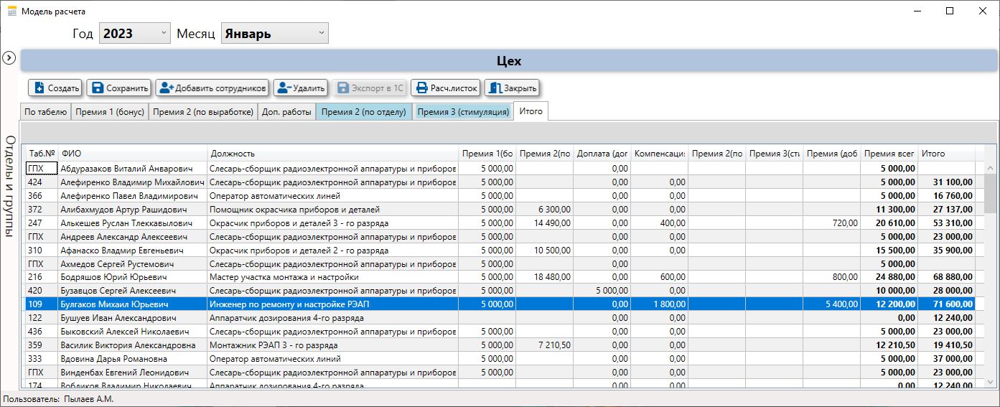 Модель расчета
Год 2023 Месяц Январь
Цех
Создать Сохранить Добавить сотрудников Удалить Экспорт в 1С Расч.листок Закрыть
По табелю Премия 1 (бонус) Премия 2 (по выработке) Доп. работы Премия 2 (по отделу) Премия 3 (стимуляция) Итого
Отделы и группы
Таб.№ ФИО Должность Премия 1(бо Премия 2(по Доплата (дог Компенсация Премия 2(по Премия 3(сти Премия (доб Премия всег Итого
ГПХ Абдуразаков Виталий Анварович Слесарь-сборщик радиоэлектронной аппаратуры и приборов 5 000,00 0,00 5 000,00
424 Алефиренко Владимир Михайлович Слесарь-сборщик радиоэлектронной аппаратуры и приборов 5 000,00 0,00 0,00 5 000,00 31 100,00
366 Алефиренко Павел Владимирович Оператор автоматических линей 5 000,00 0,00 0,00 5 000,00 16 760,00
372 Алибахмудов Артур Рашидович Помощник окрасчика приборов и деталей 5 000,00 6 300,00 0,00 0,00 11 300,00 27 137,00
247 Алькешев Руслан Тлеккавылович Окрасчик приборов и деталей 3 - го разряда 5 000,00 14 490,00 0,00 400,00 720,00 20 610,00 53 310,00
ГПХ Андреев Александр Алексеевич Слесарь-сборщик радиоэлектронной аппаратуры и приборов 5 000,00 0,00 0,00 5 000,00 23 000,00
310 Афанаско Владмир Евгеньевич Окрасчик приборов и деталей 2 - го разряда 5 000,00 10 500,00 0,00 0,00 15 500,00 35 900,00
ГПХ Ахмедов Сергей Рустемович Слесарь-сборщик радиоэлектронной аппаратуры и приборов 5 000,00 0,00 5 000,00
216 Бодряшов Юрий Юрьевич Мастер участка монтажа и настройки 5 000,00 18 480,00 0,00 600,00 800,00 24 880,00 68 880,00
420 Бузавцов Сергей Алексеевич Слесарь-сборщик радиоэлектронной аппаратуры и приборов 5 000,00 5 000,00 0,00 10 000,00 28 000,00
109 Булгаков Михаил Юрьевич Инженер по ремонту и настройке РЭАП 5 000,00 0,00 1 800,00 5 400,00 12 200,00 71 600,00
122 Бушуев Иван Александрович Аппаратчик дозирования 4-го разряда 0,00 0,00 0,00 12 240,00
436 Быковский Алексей Николаевич Слесарь-сборщик радиоэлектронной аппаратуры и приборов 5 000,00 0,00 0,00 5 000,00 23 000,00
359 Василик Виктория Александровна Монтажник РЭАП 3 - го разряда 5 000,00 7 210,50 0,00 0,00 12 210,50 19 410,50
333 Вдовина Дарья Романовна Оператор автоматических линий 5 000,00 0,00 0,00 5 000,00 37 000,00
ГПХ Винденбах Евгений Леонидович Слесарь-сборщик радиоэлектронной аппаратуры и приборов 5 000,00 0,00 0,00 5 000,00 23 000,00
174 Вобликов Владимир Николаевич Аппаратчик дозирования 4-го разряда 0,00 0,00 0,00 12 240,00
Пользователь: Пылаев А.М.